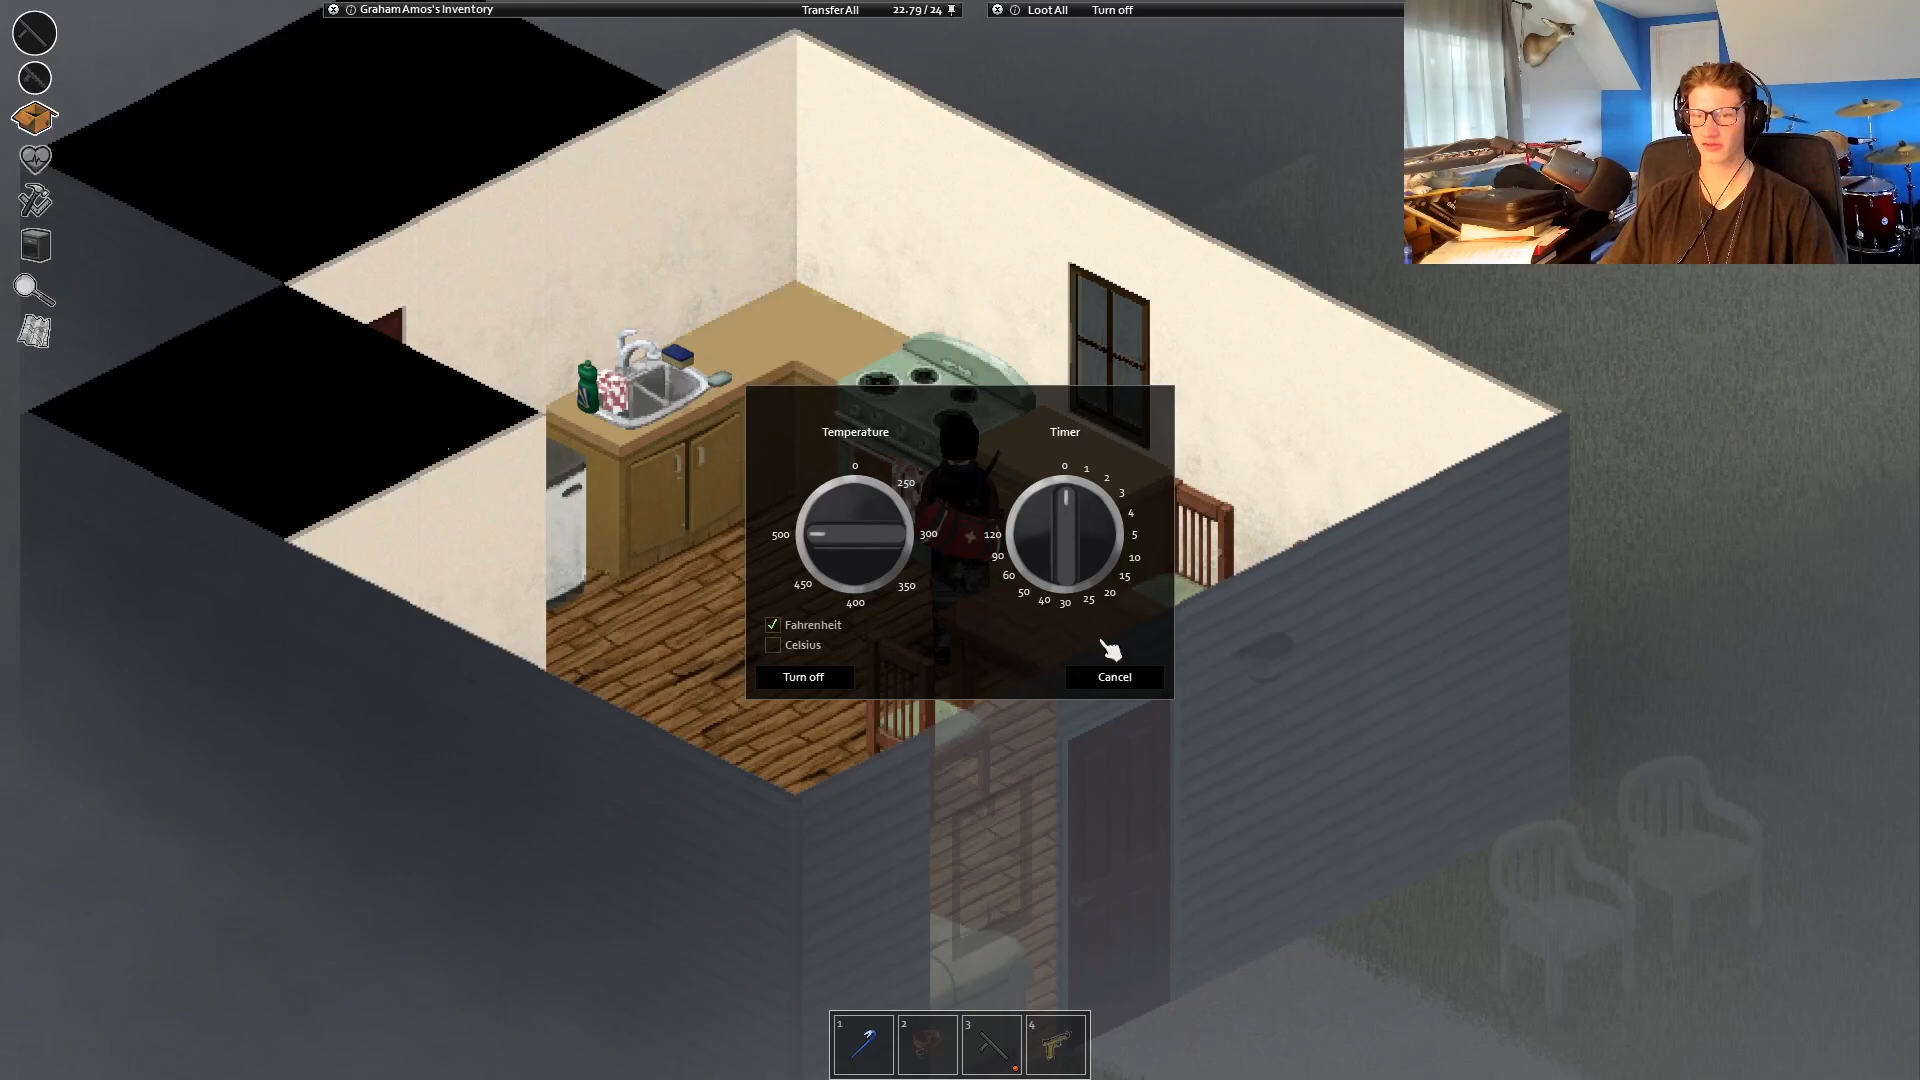 Graham Amos's Inventory
Transfer All
22.79 / 24
Loot All
Turn off
Temperature
0
250
300
350
400
450
500
Timer
0
1
2
3
4
5
10
15
20
25
30
40
50
60
90
120
Fahrenheit
Celsius
Turn off
Cancel
1
2
3
4